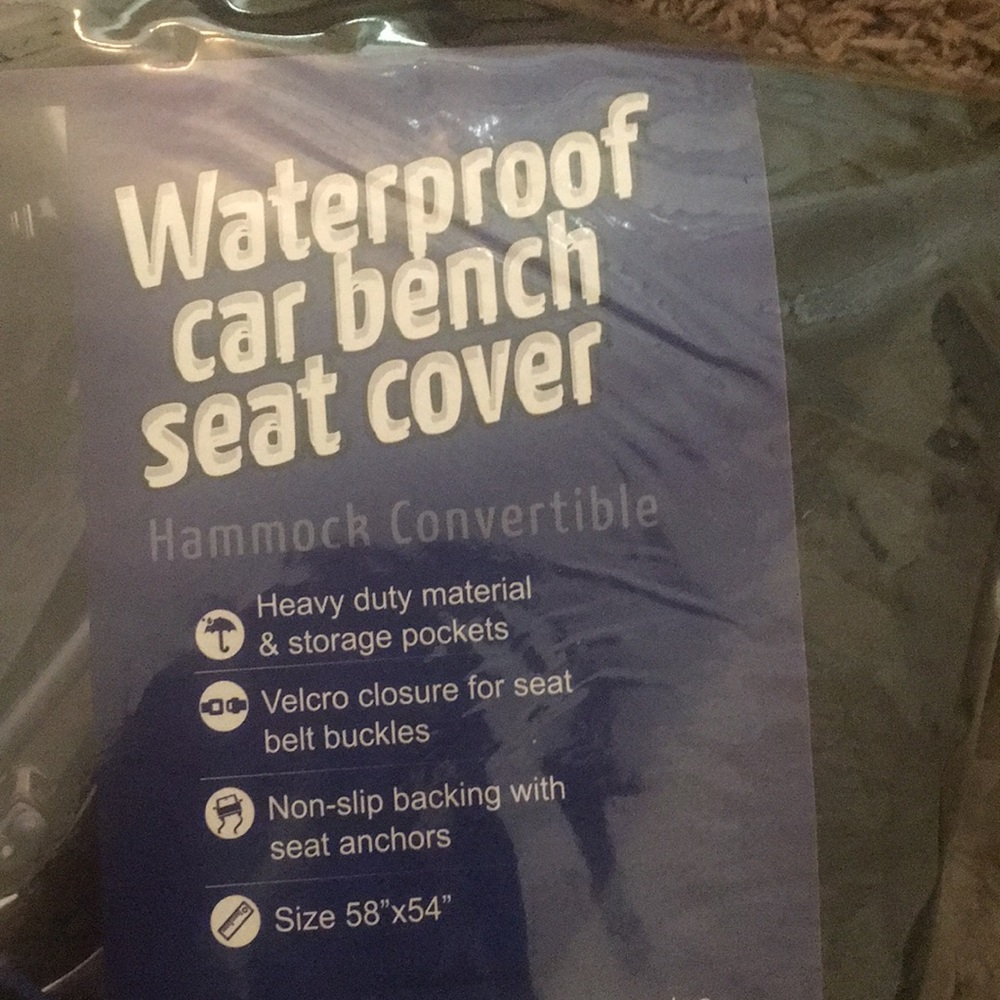 Waterproof
car bench
seat cover
Hammock Convertible
Heavy duty material
& storage pockets
Velcro closure for seat
belt buckles
Non-slip backing with
seat anchors
Size 58"x54"